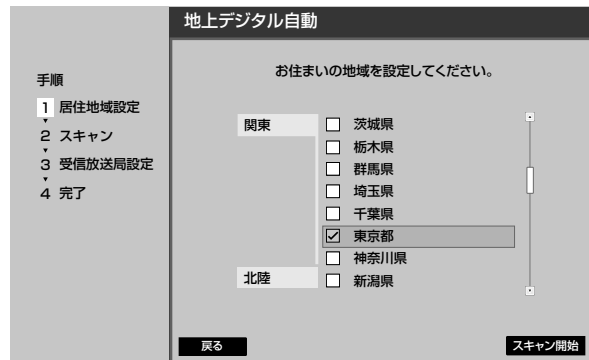 地上デジタル自動
手順
1 居住地域設定
2 スキャン
3 受信放送局設定
4 完了
お住まいの地域を設定してください。
関東
茨城県
栃木県
群馬県
埼玉県
千葉県
東京都
神奈川県
北陸
新潟県
戻る
スキャン開始